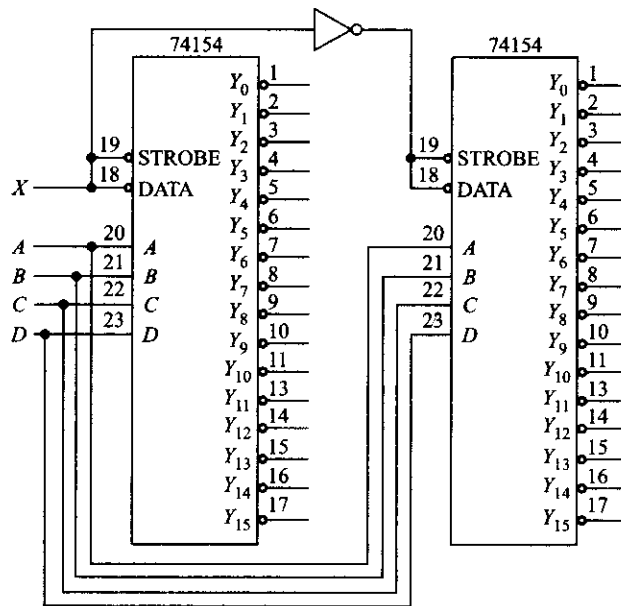 74154 74154
Y0 1 Y0 1
Y1 2 Y1 2
Y2 3 Y2 3
19 STROBE Y3 4 19 STROBE Y3 4
X 18 DATA Y4 5 18 DATA Y4 5
Y5 6 Y5 6
A 20 A Y6 7 20 A Y6 7
B 21 B Y7 8 21 B Y7 8
C 22 C Y8 9 22 C Y8 9
D 23 D Y9 10 23 D Y9 10
Y10 11 Y10 11
Y11 13 Y11 13
Y12 14 Y12 14
Y13 15 Y13 15
Y14 16 Y14 16
Y15 17 Y15 17